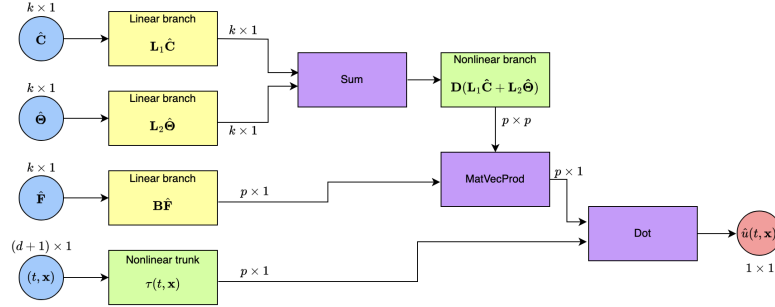 k × 1
Ĉ
Linear branch
L₁Ĉ
k × 1
Sum
Nonlinear branch
D(L₁Ĉ + L₂Θ̂)
k × 1
Θ̂
Linear branch
L₂Θ̂
k × 1
p × p
k × 1
F̂
Linear branch
BF̂
p × 1
MatVecProd
p × 1
(d + 1) × 1
(t, x)
Nonlinear trunk
τ(t, x)
p × 1
Dot
û(t, x)
1 × 1